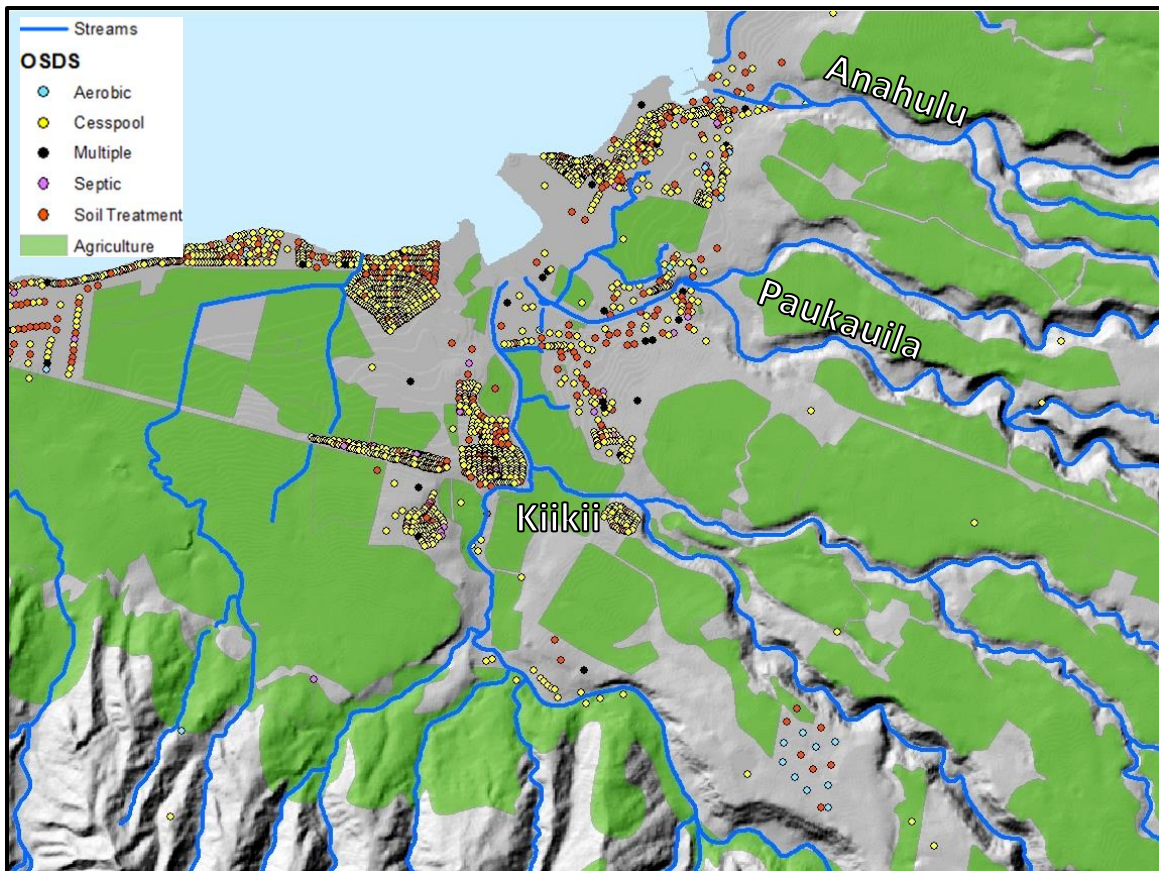 Streams
OSDS
Aerobic
Cesspool
Multiple
Septic
Soil Treatment
Agriculture
Anahulu
Paukauila
Kiikii